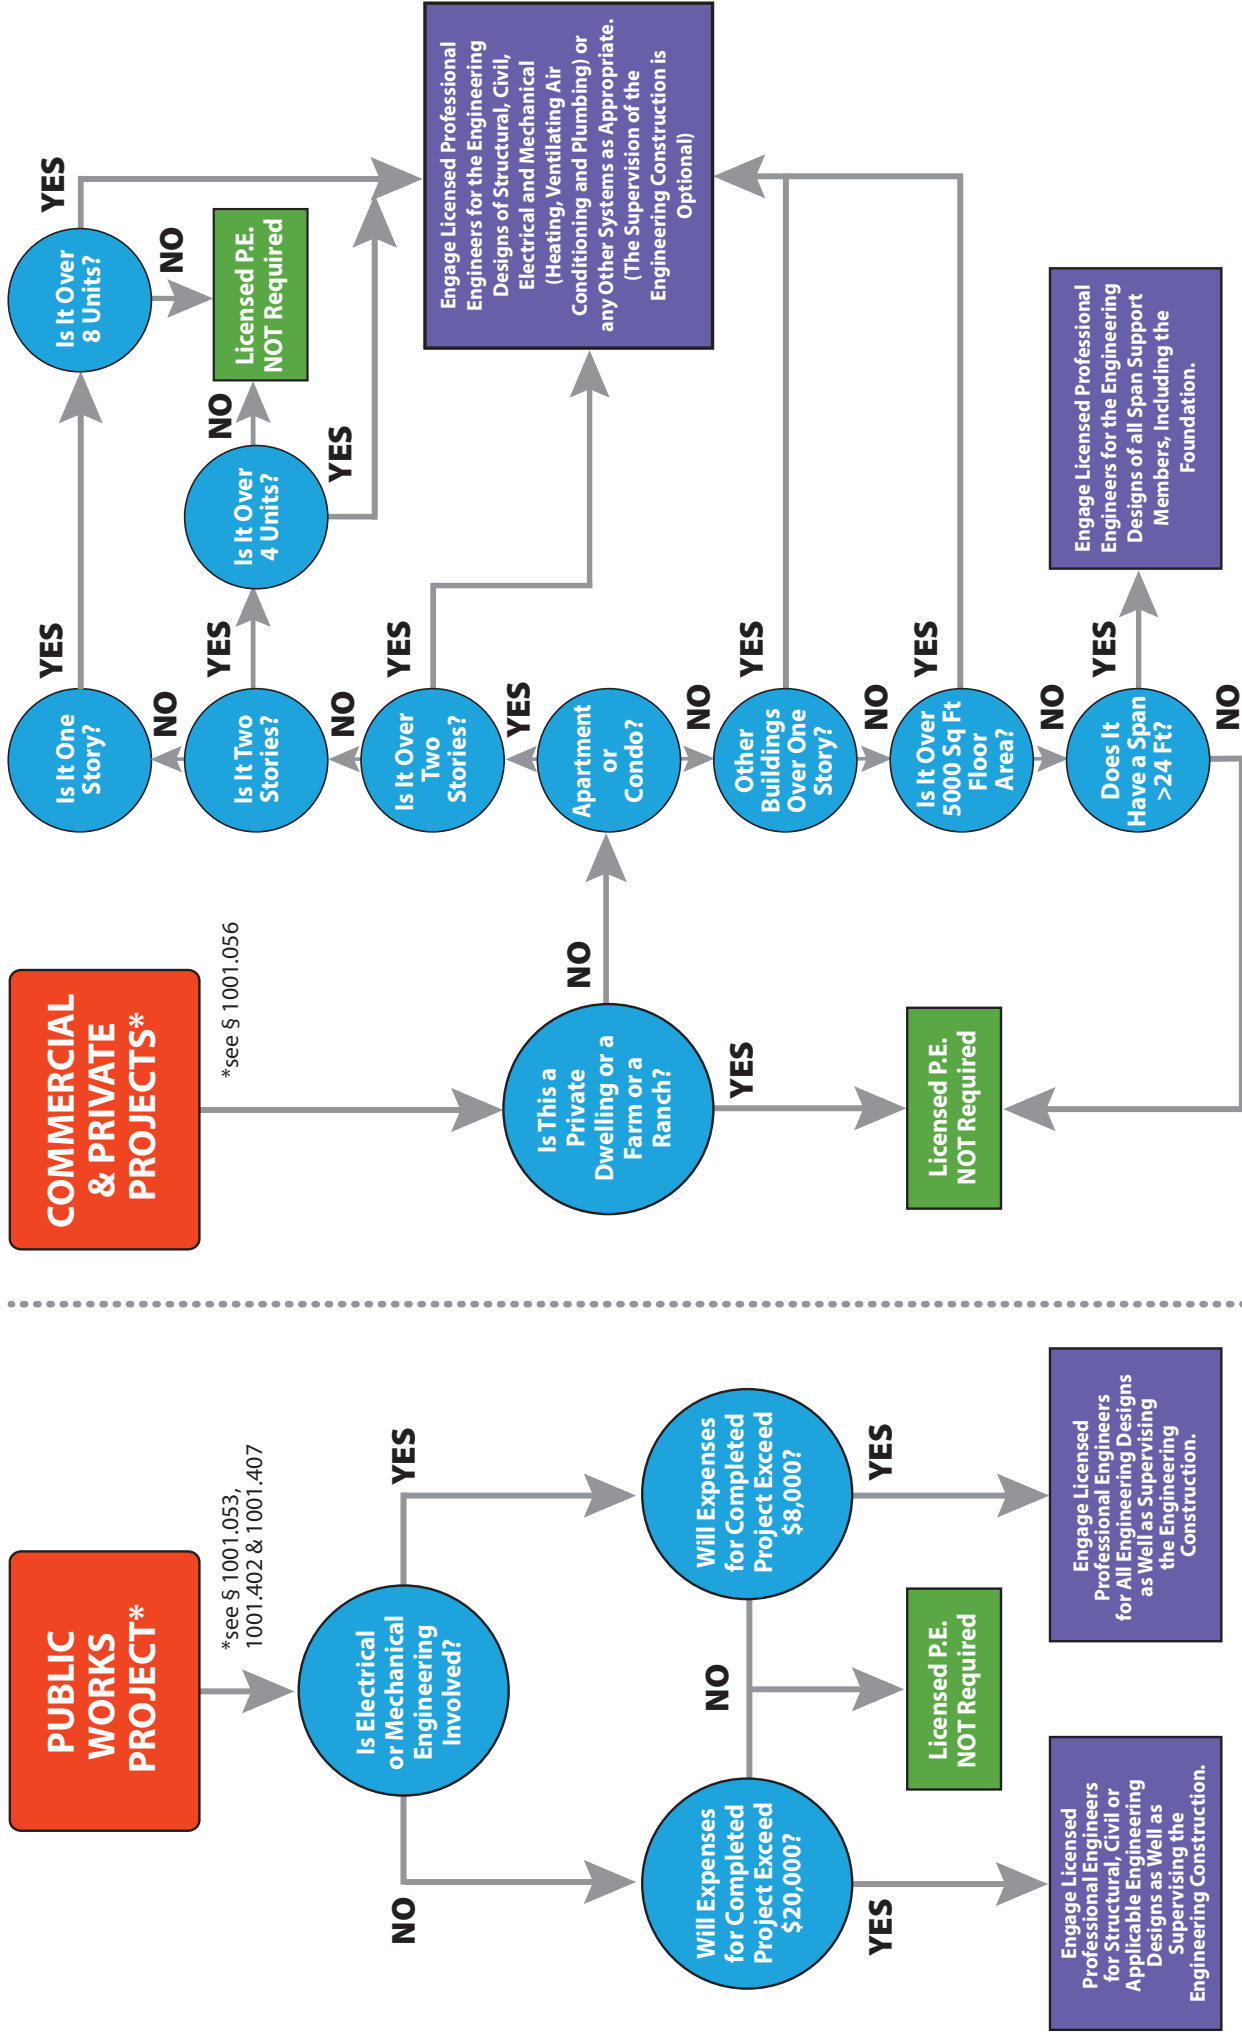 PUBLIC
WORKS
PROJECT*
*see § 1001.053,
1001.402 & 1001.407
Is Electrical
or Mechanical
Engineering
Involved?
NO
YES
Will Expenses
for Completed
Project Exceed
$20,000?
NO
Will Expenses
for Completed
Project Exceed
$8,000?
YES
YES
Licensed P.E.
NOT Required
Engage Licensed
Professional Engineers
for Structural, Civil or
Applicable Engineering
Designs as Well as
Supervising the
Engineering Construction.
Engage Licensed
Professional Engineers
for All Engineering Designs
as Well as Supervising
the Engineering
Construction.
COMMERCIAL
& PRIVATE
PROJECTS*
*see § 1001.056
Is This a
Private
Dwelling or a
Farm or a
Ranch?
NO
YES
Licensed P.E.
NOT Required
Is It One
Story?
YES
Is It Over
8 Units?
YES
NO
NO
Is It Two
Stories?
YES
Is It Over
4 Units?
NO
YES
Licensed P.E.
NOT Required
NO
Is It Over
Two
Stories?
YES
YES
Apartment
or
Condo?
NO
Other
Buildings
Over One
Story?
YES
NO
Is It Over
5000 Sq Ft
Floor
Area?
YES
NO
Does It
Have a Span
>24 Ft?
YES
NO
Engage Licensed Professional
Engineers for the Engineering
Designs of Structural, Civil,
Electrical and Mechanical
(Heating, Ventilating Air
Conditioning and Plumbing) or
any Other Systems as Appropriate.
(The Supervision of the
Engineering Construction is
Optional)
Engage Licensed Professional
Engineers for the Engineering
Designs of all Span Support
Members, Including the
Foundation.